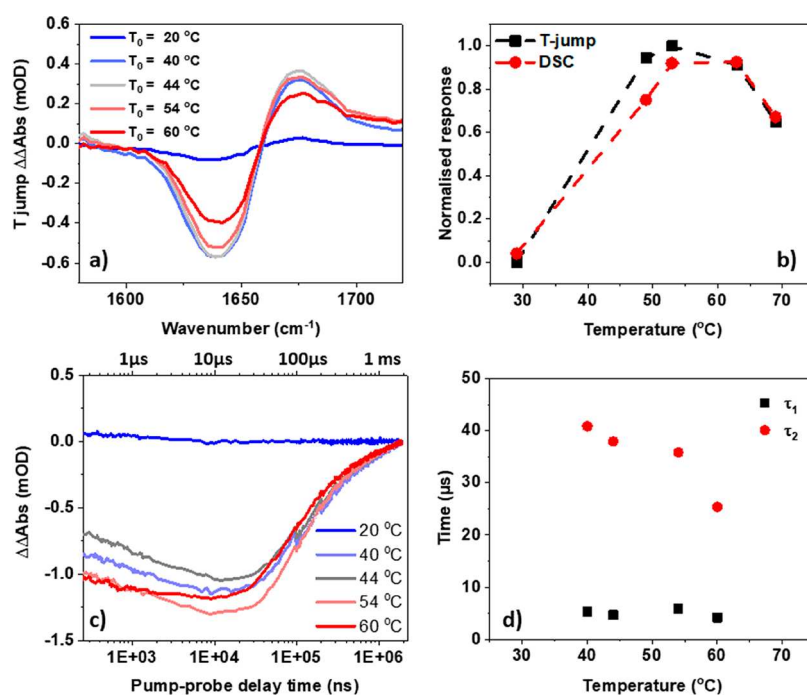 T₀ = 20 °C
T₀ = 40 °C
T₀ = 44 °C
T₀ = 54 °C
T₀ = 60 °C
T jump ΔΔAbs (mOD)
0.6
0.4
0.2
0.0
-0.2
-0.4
-0.6
a)
1600 1650 1700
Wavenumber (cm⁻¹)
T-jump
DSC
Normalised response
1.0
0.8
0.6
0.4
0.2
0.0
b)
30 40 50 60 70
Temperature (°C)
1μs 10μs 100μs 1 ms
ΔΔAbs (mOD)
0.5
0.0
-0.5
-1.0
-1.5
20 °C
40 °C
44 °C
54 °C
60 °C
c)
1E+03 1E+04 1E+05 1E+06
Pump-probe delay time (ns)
τ₁
τ₂
Time (μs)
50
40
30
20
10
0
d)
30 40 50 60 70
Temperature (°C)